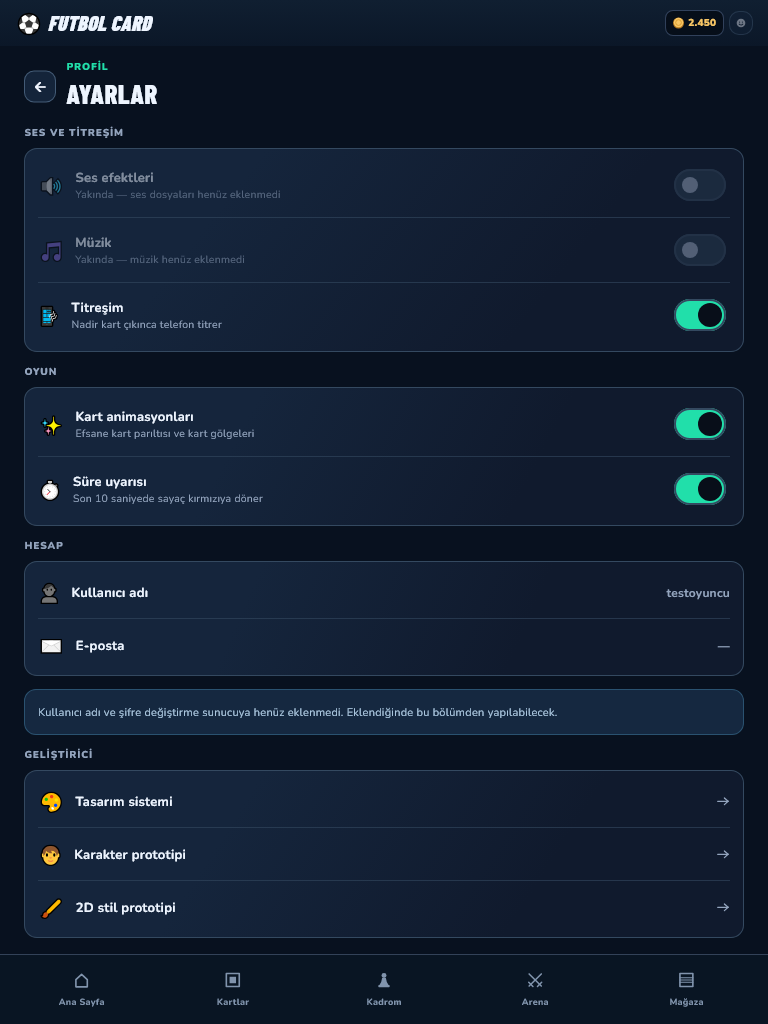 FUTBOL CARD
2.450
PROFİL
AYARLAR
SES VE TİTREŞİM
Ses efektleri
Yakında — ses dosyaları henüz eklenmedi
Müzik
Yakında — müzik henüz eklenmedi
Titreşim
Nadir kart çıkınca telefon titrer
OYUN
Kart animasyonları
Efsane kart parıltısı ve kart gölgeleri
Süre uyarısı
Son 10 saniyede sayaç kırmızıya döner
HESAP
Kullanıcı adı
testoyuncu
E-posta
—
Kullanıcı adı ve şifre değiştirme sunucuya henüz eklenmedi. Eklendiğinde bu bölümden yapılabilecek.
GELİŞTİRİCİ
Tasarım sistemi
Karakter prototipi
2D stil prototipi
Ana Sayfa
Kartlar
Kadrom
Arena
Mağaza